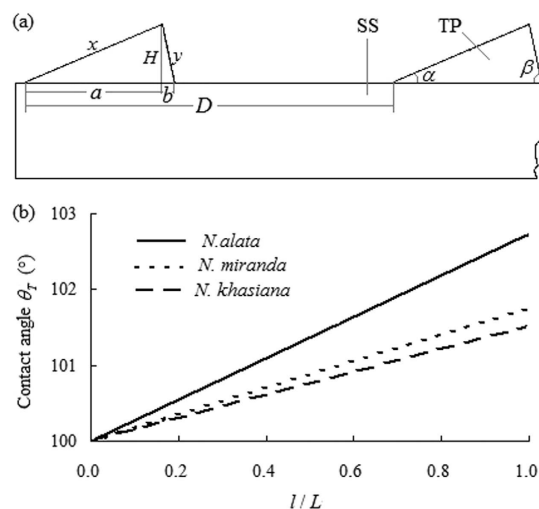 (a)
SS
TP
x
H
y
α
β
a
b
D
(b)
103
102
101
100
Contact angle θT (°)
N.alata
N. miranda
N. khasiana
0.0 0.2 0.4 0.6 0.8 1.0
l / L